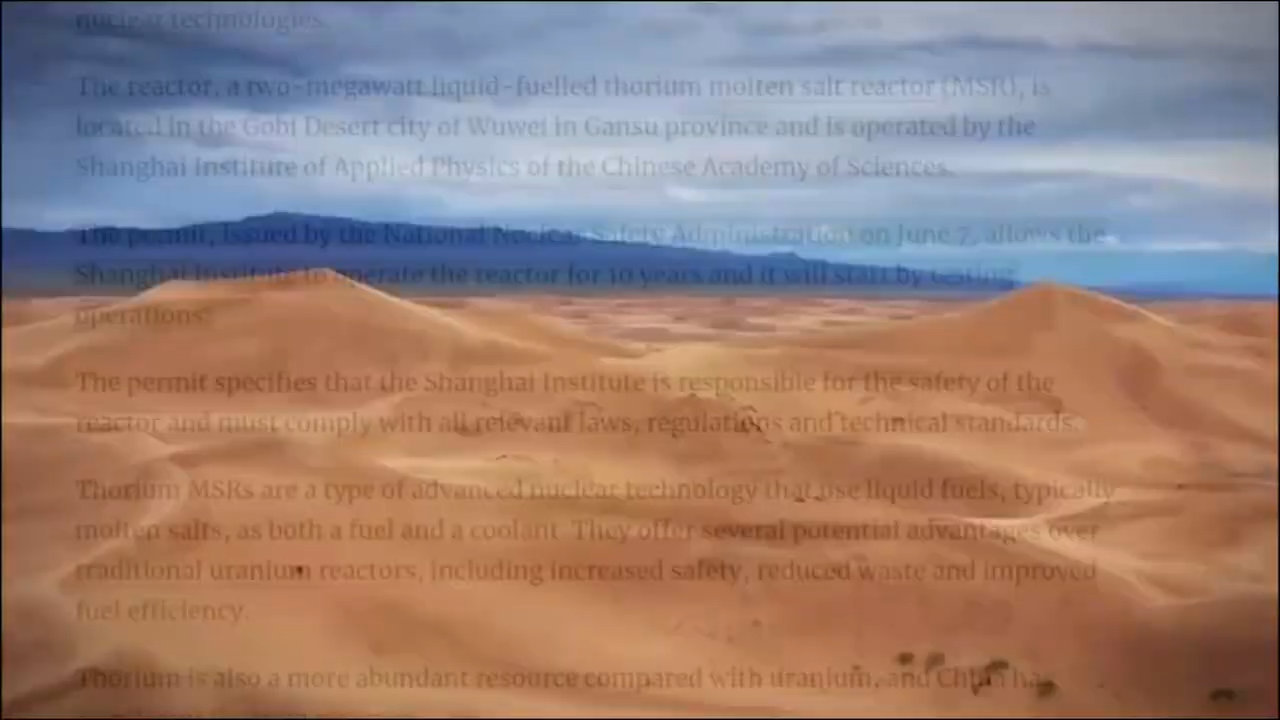 nuclear technologies.
The reactor, a two-megawatt liquid-fuelled thorium molten salt reactor (MSR), is
located in the Gobi Desert city of Wuwei in Gansu province and is operated by the
Shanghai Institute of Applied Physics of the Chinese Academy of Sciences.
The permit, issued by the National Nuclear Safety Administration on June 7, allows the
Shanghai Institute to operate the reactor for 10 years and it will start by testing
operations.
The permit specifies that the Shanghai Institute is responsible for the safety of the
reactor and must comply with all relevant laws, regulations and technical standards.
Thorium MSRs are a type of advanced nuclear technology that use liquid fuels, typically
molten salts, as both a fuel and a coolant. They offer several potential advantages over
traditional uranium reactors, including increased safety, reduced waste and improved
fuel efficiency.
Thorium is also a more abundant resource compared with uranium, and China has